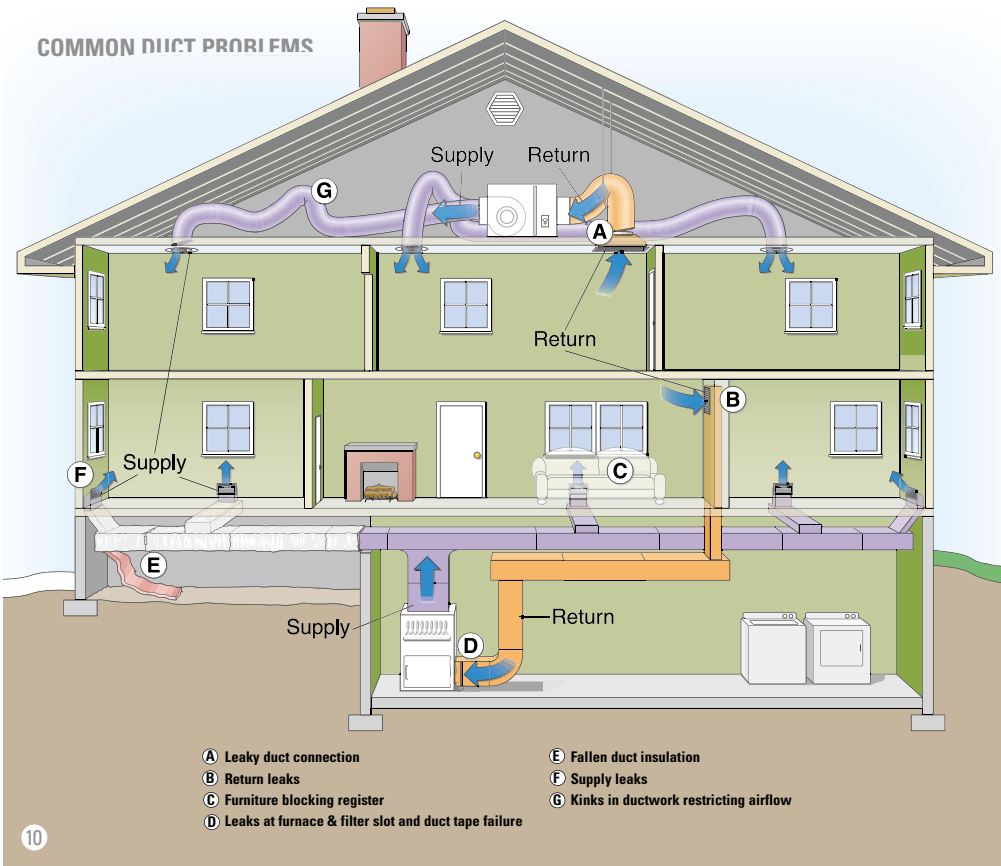 COMMON DUCT PROBLEMS
Supply
Return
G
A
Return
B
F
Supply
C
E
Supply
Return
D
A Leaky duct connection
B Return leaks
C Furniture blocking register
D Leaks at furnace & filter slot and duct tape failure
E Fallen duct insulation
F Supply leaks
G Kinks in ductwork restricting airflow
10